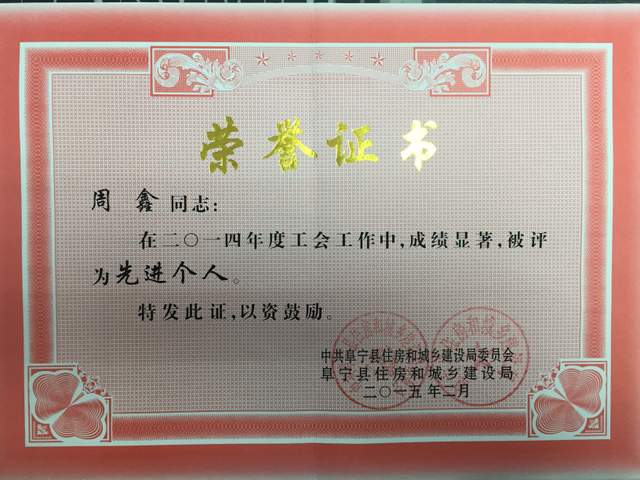 荣誉证书
周鑫同志:
在二〇一四年度工会工作中,成绩显著,被评
为先进个人。
特发此证,以资鼓励。
中共阜宁县住房和城乡建设局委员会
阜宁县住房和城乡建设局
二〇一五年二月